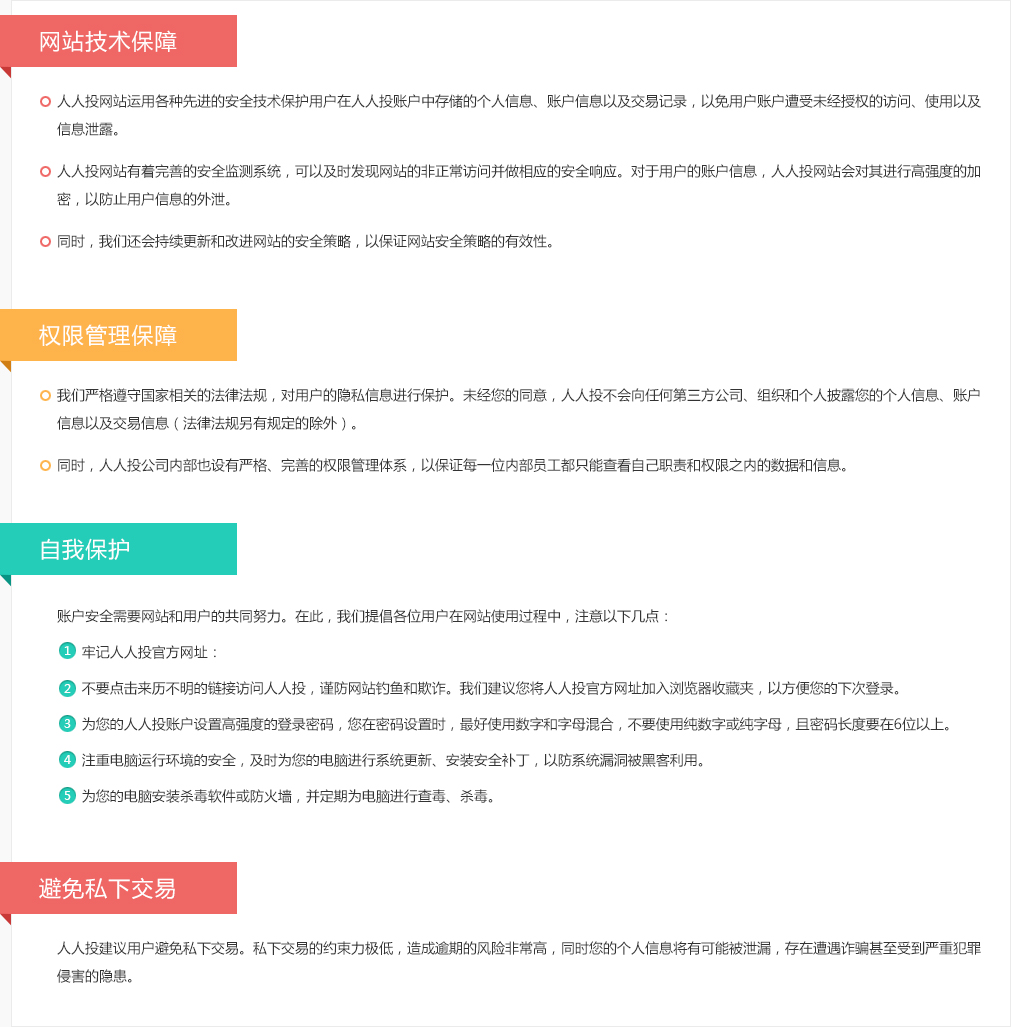 网站技术保障
人人投网站运用各种先进的安全技术保护用户在人人投账户中存储的个人信息、账户信息以及交易记录，以免用户账户遭受未经授权的访问、使用以及
信息泄露。
人人投网站有着完善的安全监测系统，可以及时发现网站的非正常访问并做相应的安全响应。对于用户的账户信息，人人投网站会对其进行高强度的加
密，以防止用户信息的外泄。
同时，我们还会持续更新和改进网站的安全策略，以保证网站安全策略的有效性。
权限管理保障
我们严格遵守国家相关的法律法规，对用户的隐私信息进行保护。未经您的同意，人人投不会向任何第三方公司、组织和个人披露您的个人信息、账户
信息以及交易信息（法律法规另有规定的除外）。
同时，人人投公司内部也设有严格、完善的权限管理体系，以保证每一位内部员工都只能查看自己职责和权限之内的数据和信息。
自我保护
账户安全需要网站和用户的共同努力。在此，我们提倡各位用户在网站使用过程中，注意以下几点：
1 牢记人人投官方网址：
2 不要点击来历不明的链接访问人人投，谨防网站钓鱼和欺诈。我们建议您将人人投官方网址加入浏览器收藏夹，以方便您的下次登录。
3 为您的人人投账户设置高强度的登录密码，您在密码设置时，最好使用数字和字母混合，不要使用纯数字或纯字母，且密码长度要在6位以上。
4 注重电脑运行环境的安全，及时为您的电脑进行系统更新、安装安全补丁，以防系统漏洞被黑客利用。
5 为您的电脑安装杀毒软件或防火墙，并定期为电脑进行查毒、杀毒。
避免私下交易
人人投建议用户避免私下交易。私下交易的约束力极低，造成逾期的风险非常高，同时您的个人信息将有可能被泄漏，存在遭遇诈骗甚至受到严重犯罪
侵害的隐患。